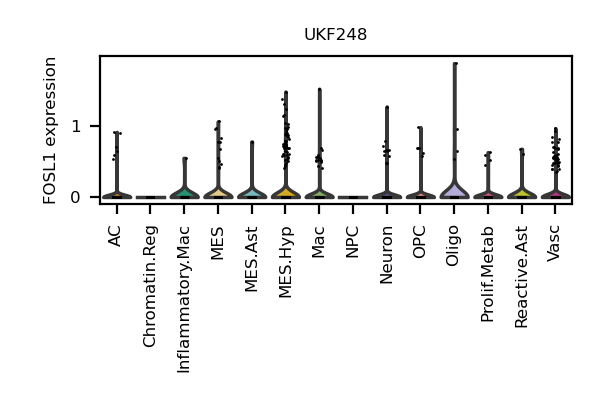 UKF248
FOSL1 expression
1
0
AC
Chromatin.Reg
Inflammatory.Mac
MES
MES.Ast
MES.Hyp
Mac
NPC
Neuron
OPC
Oligo
Prolif.Metab
Reactive.Ast
Vasc